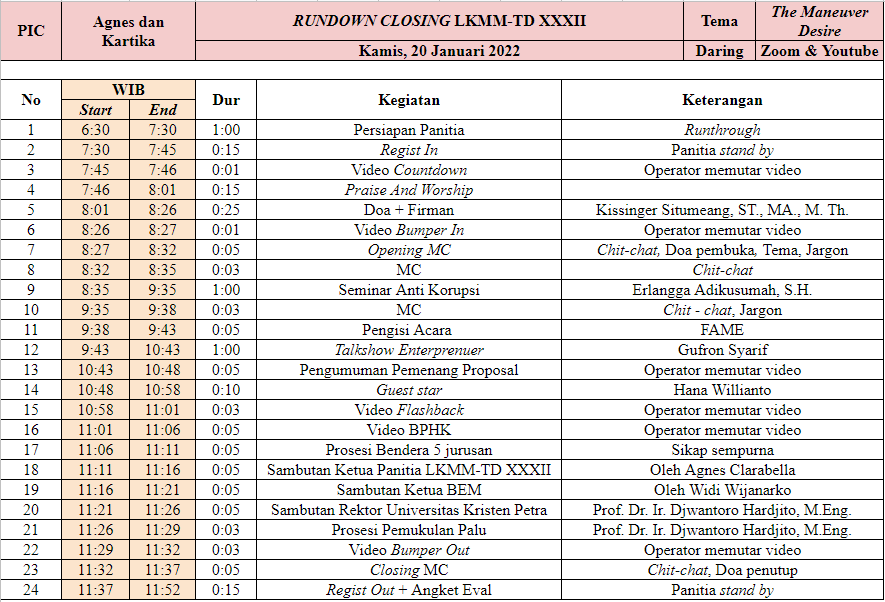 PIC Agnes dan Kartika RUNDOWN CLOSING LKMM-TD XXXII Tema The Maneuver Desire
Kamis, 20 Januari 2022 Daring Zoom & Youtube
No WIB Dur Kegiatan Keterangan
Start End
1 6:30 7:30 1:00 Persiapan Panitia Runthrough
2 7:30 7:45 0:15 Regist In Panitia stand by
3 7:45 7:46 0:01 Video Countdown Operator memutar video
4 7:46 8:01 0:15 Praise And Worship
5 8:01 8:26 0:25 Doa + Firman Kissinger Situmeang, ST., MA., M. Th.
6 8:26 8:27 0:01 Video Bumper In Operator memutar video
7 8:27 8:32 0:05 Opening MC Chit-chat, Doa pembuka, Tema, Jargon
8 8:32 8:35 0:03 MC Chit-chat
9 8:35 9:35 1:00 Seminar Anti Korupsi Erlangga Adikusumah, S.H.
10 9:35 9:38 0:03 MC Chit - chat, Jargon
11 9:38 9:43 0:05 Pengisi Acara FAME
12 9:43 10:43 1:00 Talkshow Enterprenuer Gufron Syarif
13 10:43 10:48 0:05 Pengumuman Pemenang Proposal Operator memutar video
14 10:48 10:58 0:10 Guest star Hana Willianto
15 10:58 11:01 0:03 Video Flashback Operator memutar video
16 11:01 11:06 0:05 Video BPHK Operator memutar video
17 11:06 11:11 0:05 Prosesi Bendera 5 jurusan Sikap sempurna
18 11:11 11:16 0:05 Sambutan Ketua Panitia LKMM-TD XXXII Oleh Agnes Clarabella
19 11:16 11:21 0:05 Sambutan Ketua BEM Oleh Widi Wijanarko
20 11:21 11:26 0:05 Sambutan Rektor Universitas Kristen Petra Prof. Dr. Ir. Djwantoro Hardjito, M.Eng.
21 11:26 11:29 0:03 Prosesi Pemukulan Palu Prof. Dr. Ir. Djwantoro Hardjito, M.Eng.
22 11:29 11:32 0:03 Video Bumper Out Operator memutar video
23 11:32 11:37 0:05 Closing MC Chit-chat, Doa penutup
24 11:37 11:52 0:15 Regist Out + Angket Eval Panitia stand by